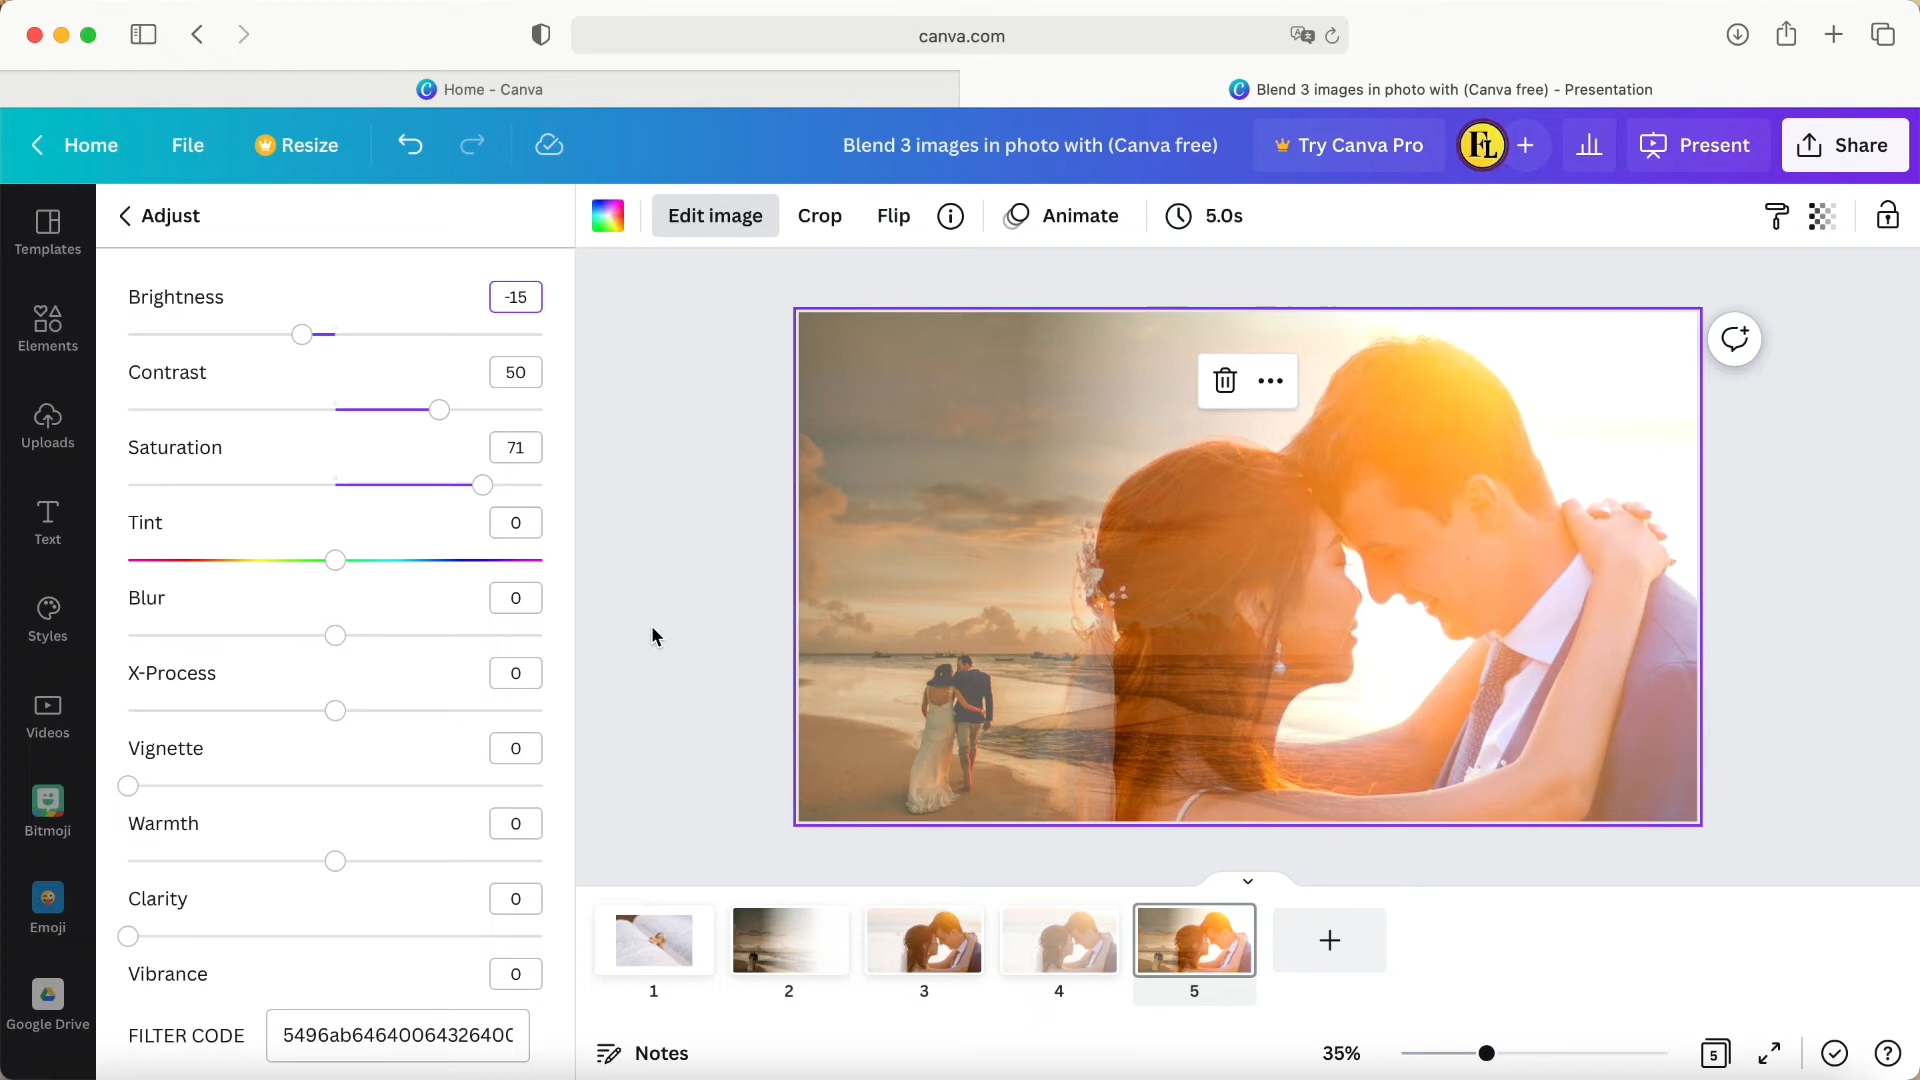 canva.com
Home - Canva
Blend 3 images in photo with (Canva free) - Presentation
Home
File
Resize
Blend 3 images in photo with (Canva free)
Try Canva Pro
FL
Present
Share
Templates
Elements
Uploads
Text
Styles
Videos
Bitmoji
Emoji
Google Drive
Adjust
Brightness -15
Contrast 50
Saturation 71
Tint 0
Blur 0
X-Process 0
Vignette 0
Warmth 0
Clarity 0
Vibrance 0
FILTER CODE 5496ab6464006432640
Edit image
Crop
Flip
Animate
5.0s
1
2
3
4
5
Notes
35%
5